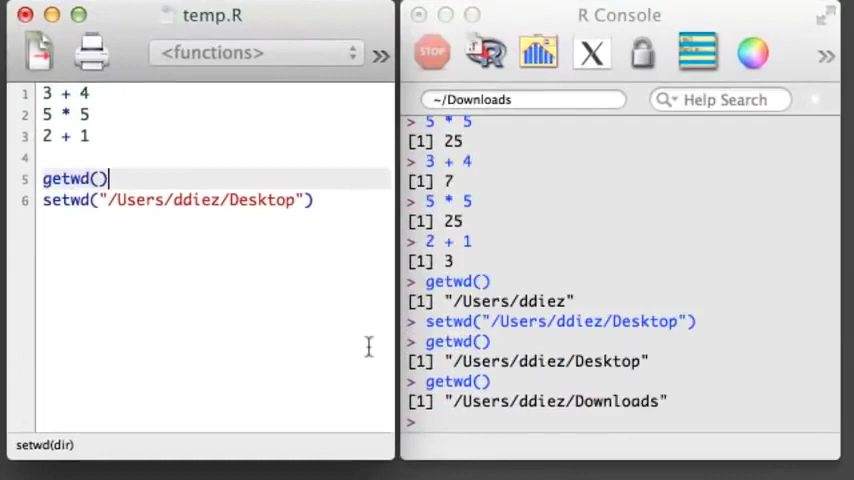 temp.R
<functions>
»
1 3 + 4
2 5 * 5
3 2 + 1
4
5 getwd()
6 setwd("/Users/ddiez/Desktop")
setwd(dir)
R Console
STOP
R
X
»
~/Downloads
Help Search
> 5 * 5
[1] 25
> 3 + 4
[1] 7
> 5 * 5
[1] 25
> 2 + 1
[1] 3
> getwd()
[1] "/Users/ddiez"
> setwd("/Users/ddiez/Desktop")
> getwd()
[1] "/Users/ddiez/Desktop"
> getwd()
[1] "/Users/ddiez/Downloads"
>